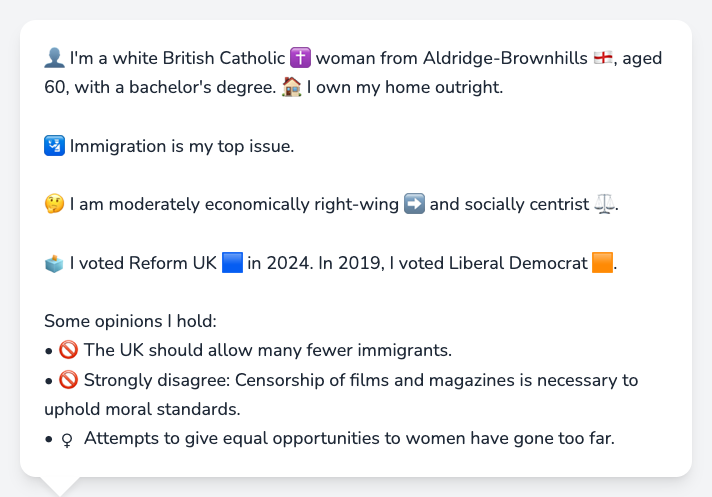 👤 I'm a white British Catholic ✝️ woman from Aldridge-Brownhills 🏴󠁧󠁢󠁥󠁮󠁧󠁿, aged
60, with a bachelor's degree. 🏠 I own my home outright.
🛂 Immigration is my top issue.
🤔 I am moderately economically right-wing ➡️ and socially centrist ⚖️.
🗳️ I voted Reform UK 🟦 in 2024. In 2019, I voted Liberal Democrat 🟧.
Some opinions I hold:
• 🚫 The UK should allow many fewer immigrants.
• 🚫 Strongly disagree: Censorship of films and magazines is necessary to
uphold moral standards.
• ♀ Attempts to give equal opportunities to women have gone too far.